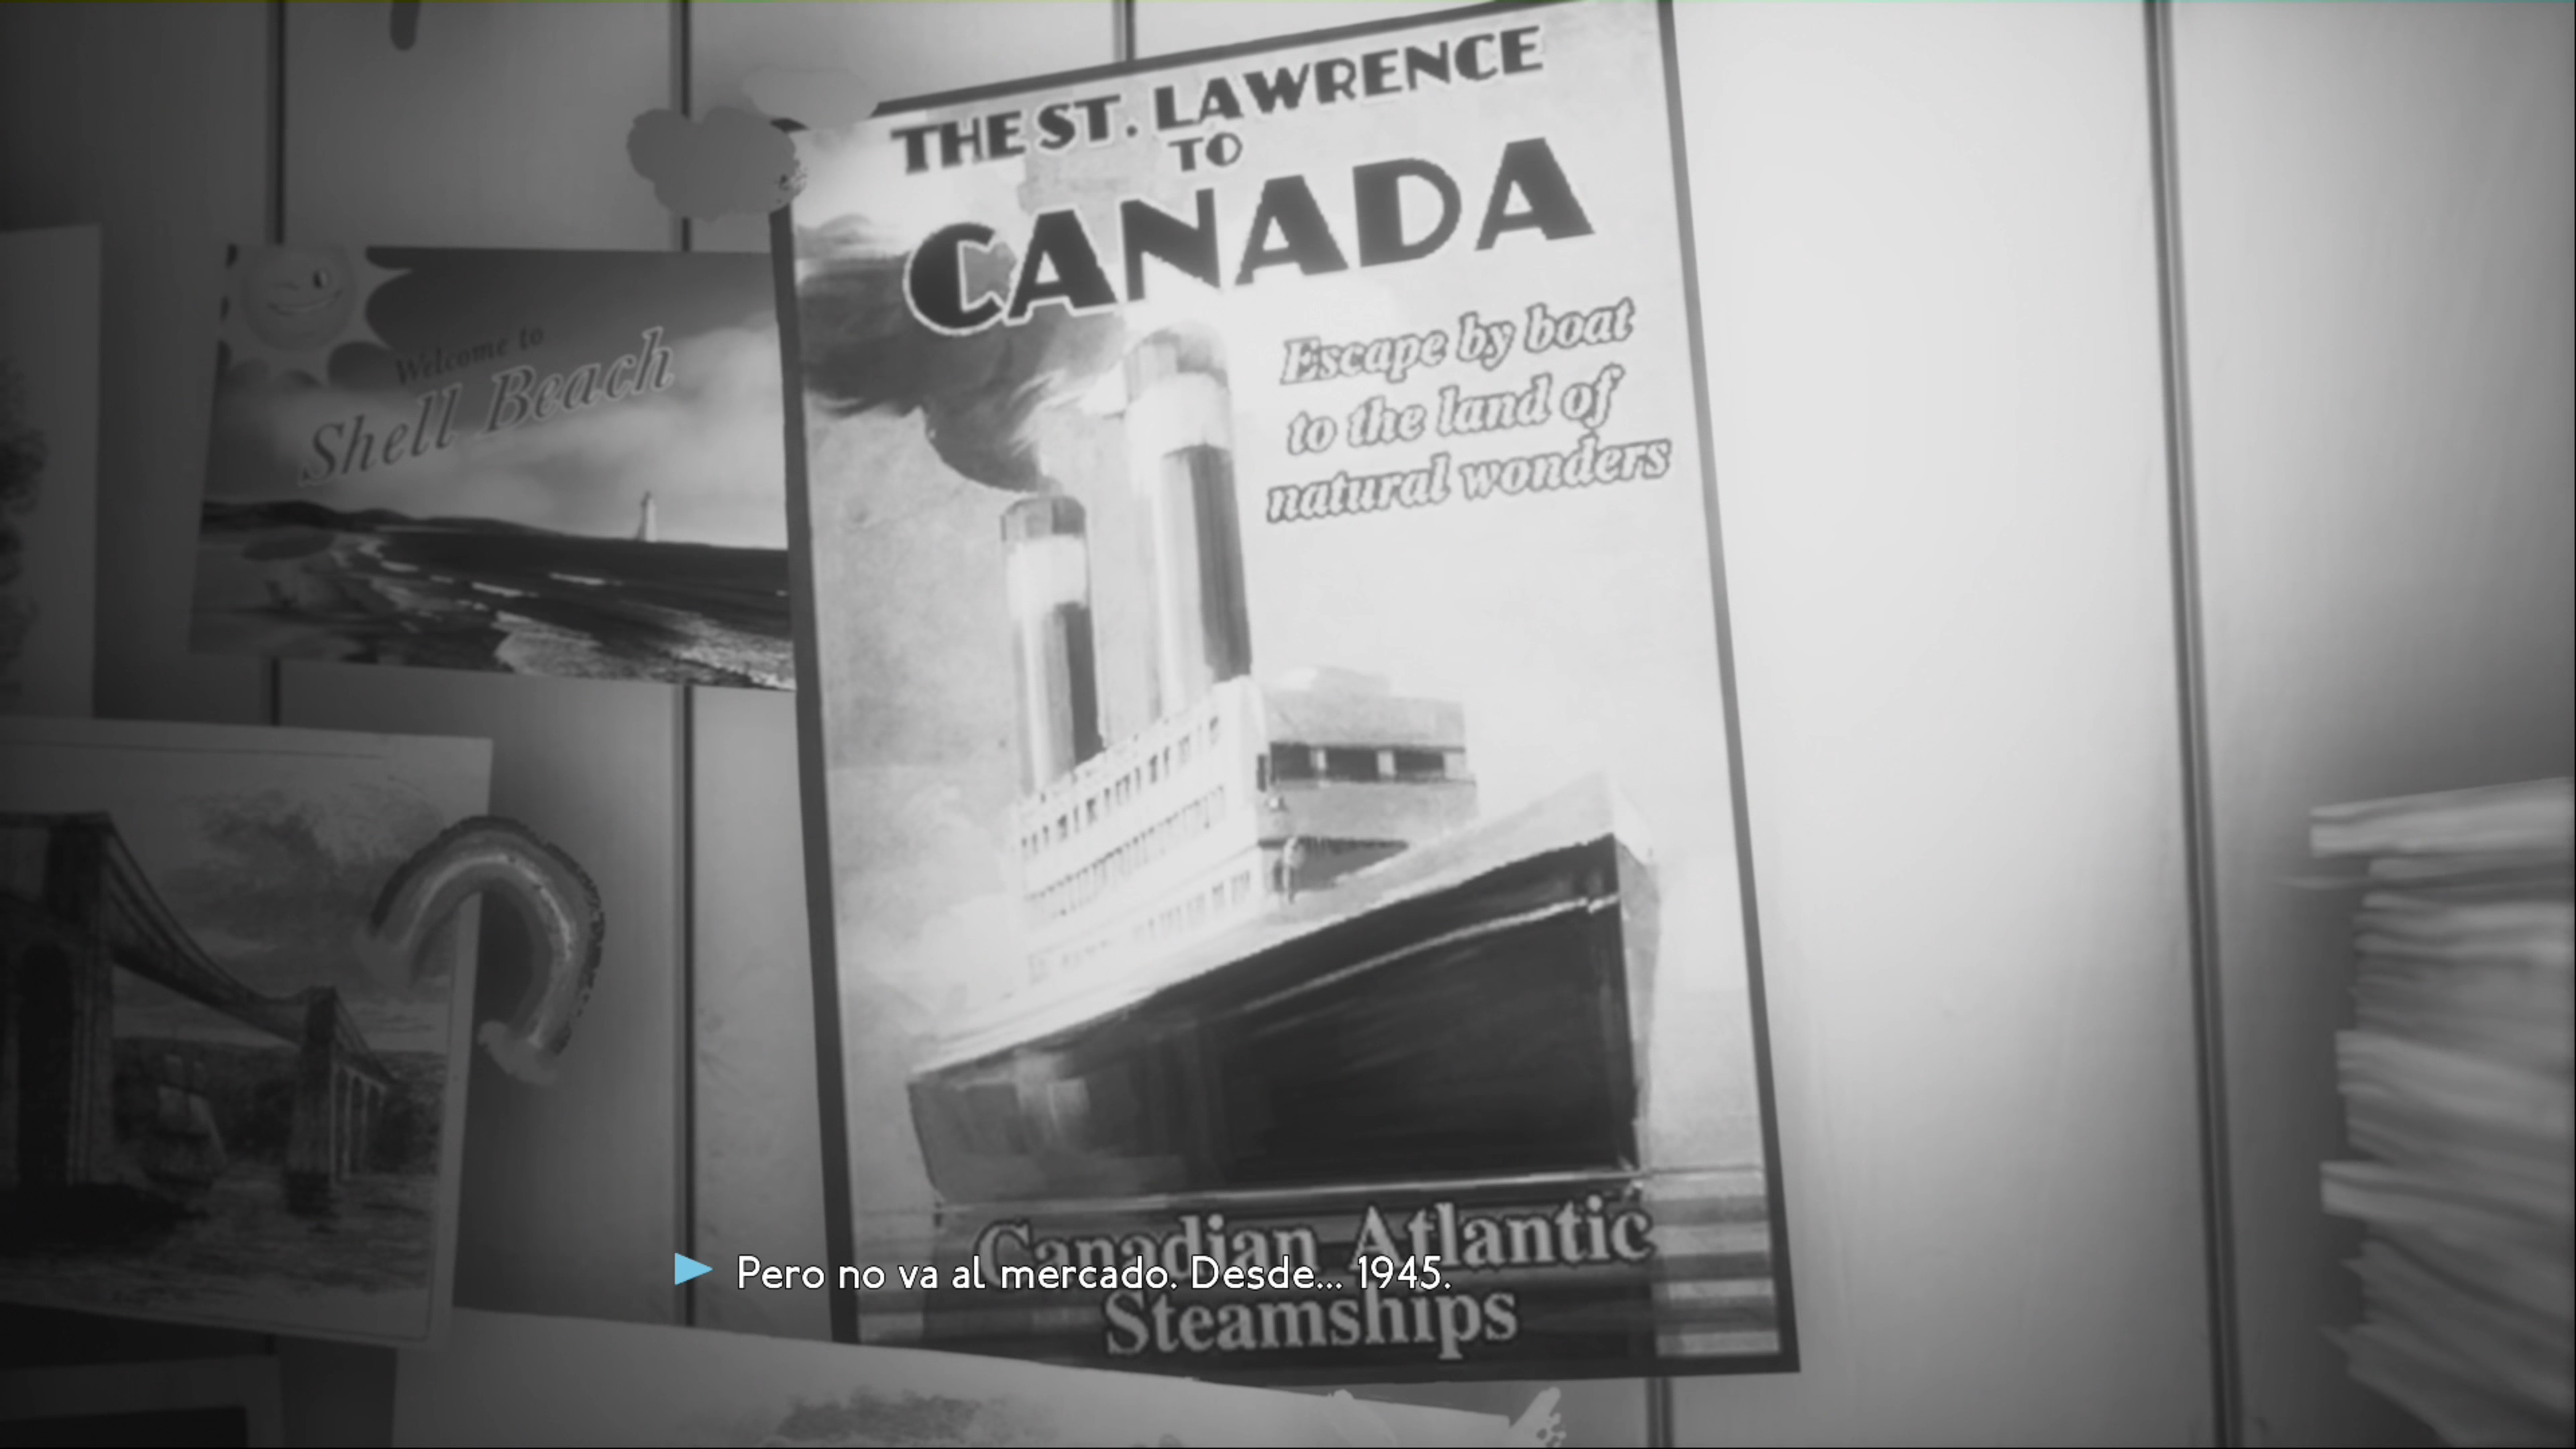 THE ST. LAWRENCE
TO
CANADA
Escape by boat
to the land of
natural wonders
Welcome to
Shell Beach
Canadian Atlantic
Steamships
Pero no va al mercado. Desde... 1945.